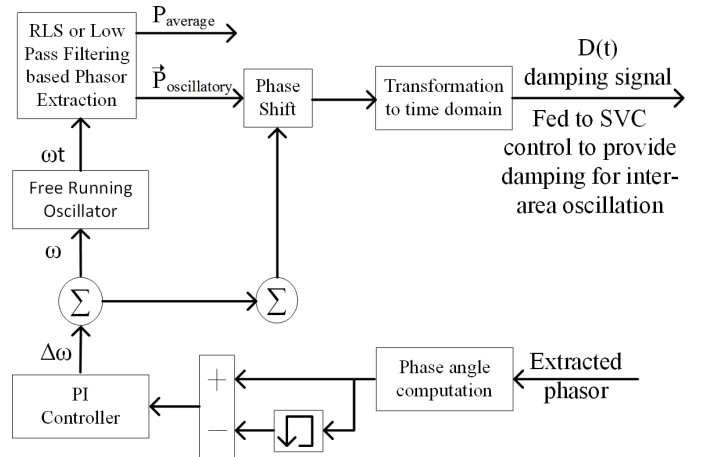 RLS or Low
Pass Filtering
based Phasor
Extraction
P average
P⃗ oscillatory
Phase
Shift
Transformation
to time domain
D(t)
damping signal
Fed to SVC
control to provide
damping for inter-
area oscillation
ωt
Free Running
Oscillator
ω
Σ
Σ
Δω
PI
Controller
+
−
Phase angle
computation
Extracted
phasor